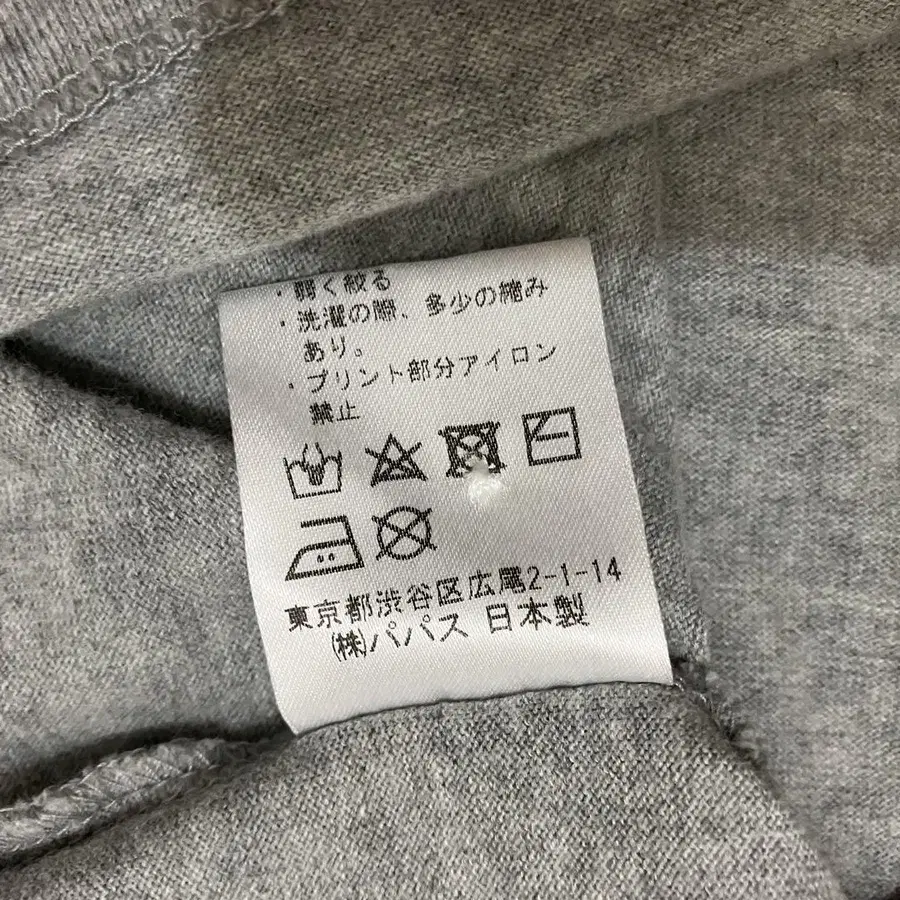 ・弱く絞る
・洗濯の際、多少の縮み
あり。
・プリント部分アイロン
禁止
東京都渋谷区広尾2-1-14
㈱パパス 日本製